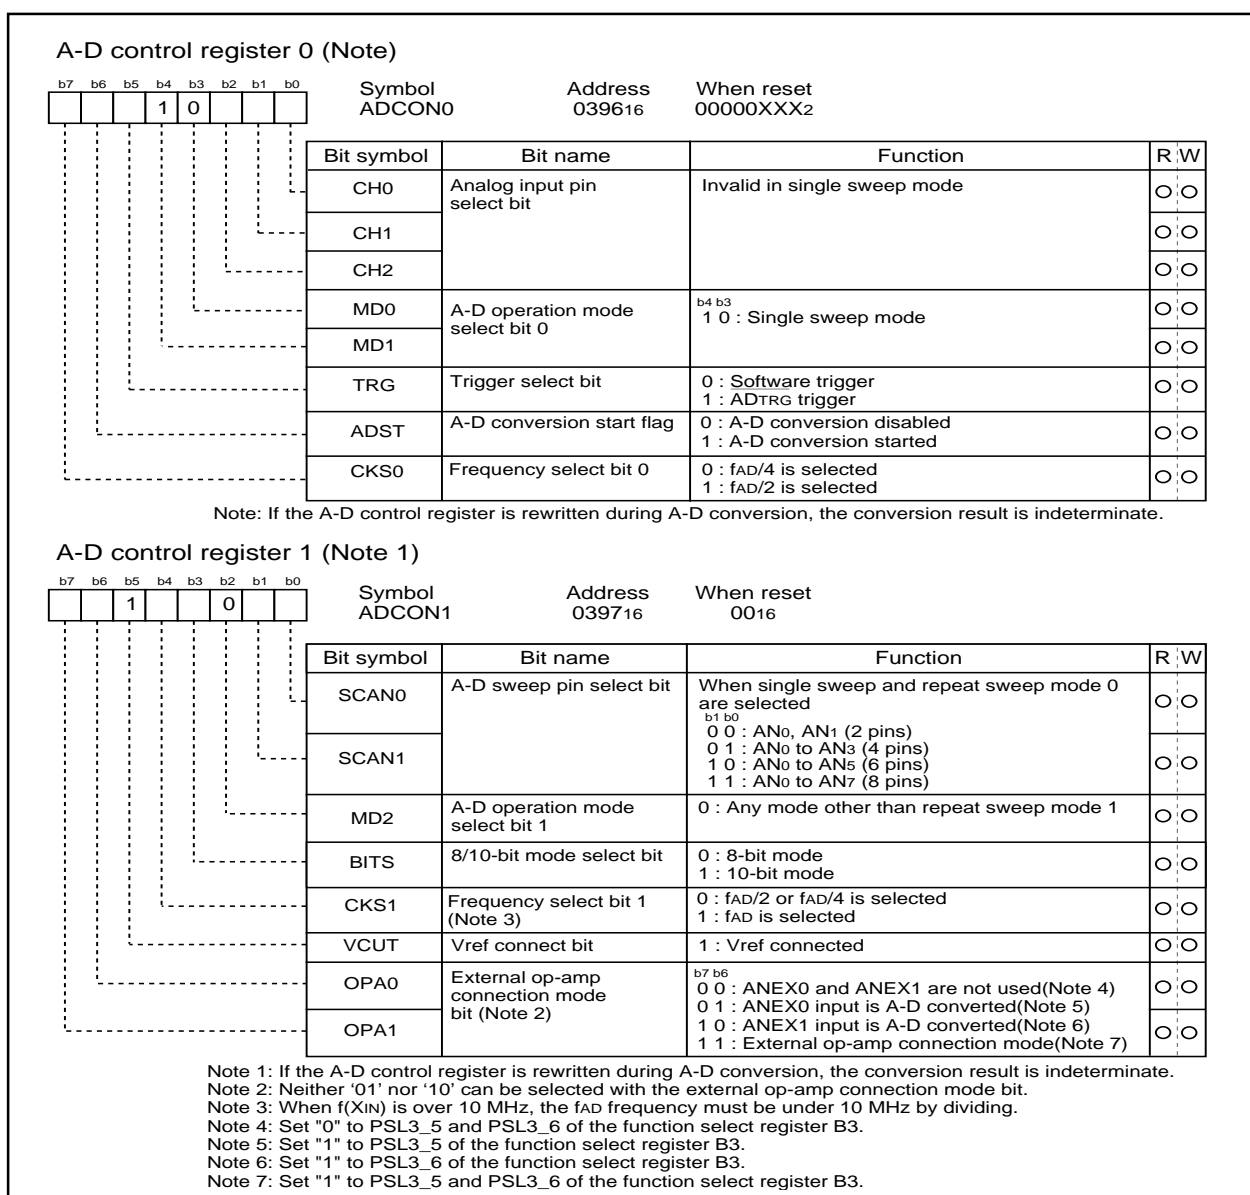 A-D control register 0 (Note)
b7 b6 b5 b4 b3 b2 b1 b0
1 0
Symbol Address When reset
ADCON0 039616 00000XXX2
Bit symbol Bit name Function R W
CH0 Analog input pin select bit Invalid in single sweep mode
CH1
CH2
MD0 A-D operation mode select bit 0
b4 b3
1 0 : Single sweep mode
MD1
TRG Trigger select bit 0 : Software trigger
1 : ADTRG trigger
ADST A-D conversion start flag 0 : A-D conversion disabled
1 : A-D conversion started
CKS0 Frequency select bit 0 0 : fAD/4 is selected
1 : fAD/2 is selected
Note: If the A-D control register is rewritten during A-D conversion, the conversion result is indeterminate.
A-D control register 1 (Note 1)
b7 b6 b5 b4 b3 b2 b1 b0
1 0
Symbol Address When reset
ADCON1 039716 0016
Bit symbol Bit name Function R W
SCAN0 A-D sweep pin select bit When single sweep and repeat sweep mode 0
are selected
b1 b0
0 0 : AN0, AN1 (2 pins)
0 1 : AN0 to AN3 (4 pins)
SCAN1 1 0 : AN0 to AN5 (6 pins)
1 1 : AN0 to AN7 (8 pins)
MD2 A-D operation mode select bit 1 0 : Any mode other than repeat sweep mode 1
BITS 8/10-bit mode select bit 0 : 8-bit mode
1 : 10-bit mode
CKS1 Frequency select bit 1 (Note 3) 0 : fAD/2 or fAD/4 is selected
1 : fAD is selected
VCUT Vref connect bit 1 : Vref connected
OPA0 External op-amp connection mode bit (Note 2)
b7 b6
0 0 : ANEX0 and ANEX1 are not used(Note 4)
0 1 : ANEX0 input is A-D converted(Note 5)
OPA1 1 0 : ANEX1 input is A-D converted(Note 6)
1 1 : External op-amp connection mode(Note 7)
Note 1: If the A-D control register is rewritten during A-D conversion, the conversion result is indeterminate.
Note 2: Neither ‘01’ nor ‘10’ can be selected with the external op-amp connection mode bit.
Note 3: When f(XIN) is over 10 MHz, the fAD frequency must be under 10 MHz by dividing.
Note 4: Set "0" to PSL3_5 and PSL3_6 of the function select register B3.
Note 5: Set "1" to PSL3_5 of the function select register B3.
Note 6: Set "1" to PSL3_6 of the function select register B3.
Note 7: Set "1" to PSL3_5 and PSL3_6 of the function select register B3.